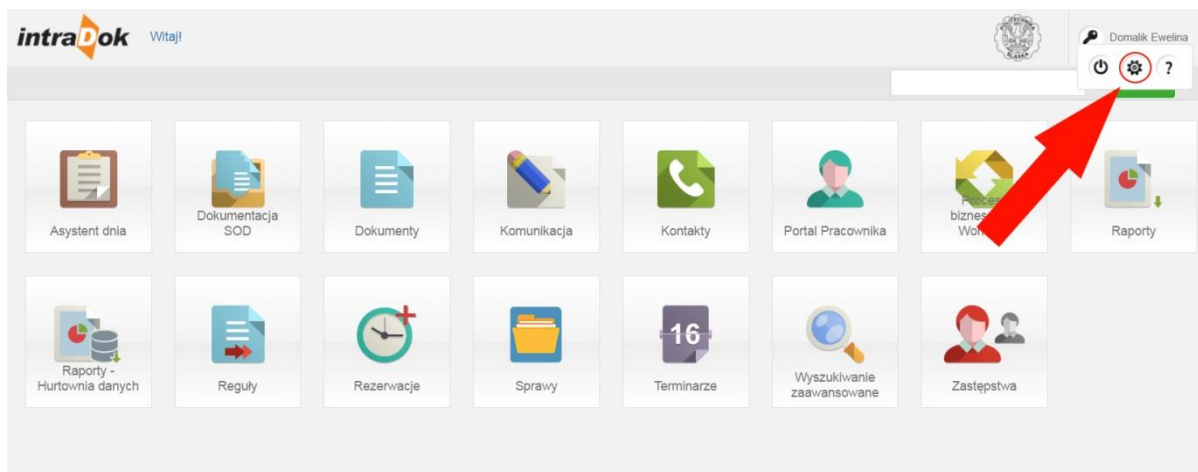 intraDok Witaj!
Domalik Ewelina
?
Asystent dnia
Dokumentacja
SOD
Dokumenty
Komunikacja
Kontakty
Portal Pracownika
Raporty
Raporty -
Hurtownia danych
Reguły
Rezerwacje
Sprawy
16
Terminarze
Wyszukiwanie
zaawansowane
Zastępstwa